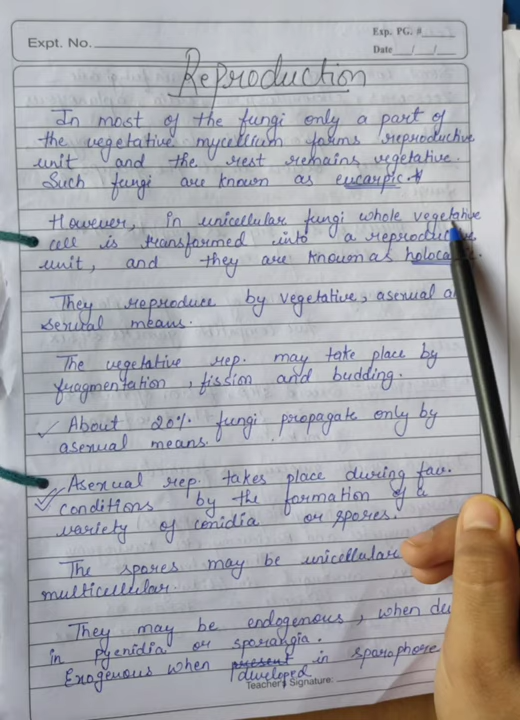 Expt. No.
Exp. PG. #
Date / /
Reproduction
In most of the fungi only a part of
the vegetative mycellium forms reproductive
unit and the rest remains vegetative.
Such fungi are known as eucarpic.
However, in unicellular fungi whole vegetative
cell is transformed into a
unit, and they are known as
They reproduce by vegetative, asexual
sexual means.
The vegetative rep. may take place by
fragmentation, fission and budding.
About 20% fungi propagate only by
asexual means.
Asexual rep. takes place during fav.
conditions by the formation of a
variety of conidia or spores.
The spores may be unicellular
multicellular.
They may be endogenous, when
in pyenidia or sporangia.
Exogenous when present developed in sporophore
Teacher's Signature: